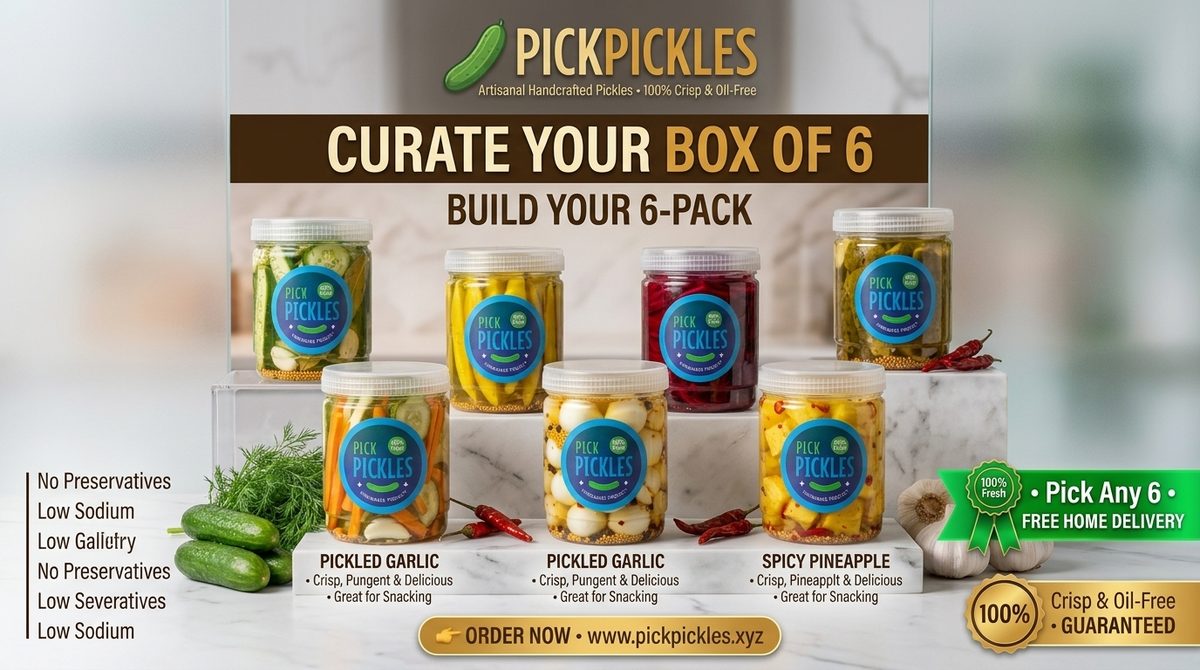 PICKPICKLES
Artisanal Handcrafted Pickles • 100% Crisp & Oil-Free
CURATE YOUR BOX OF 6
BUILD YOUR 6-PACK
PICK
PICKLES
PICK
PICKLES
PICK
PICKLES
PICK
PICKLES
PICK
PICKLES
PICK
PICKLES
PICK
PICKLES
No Preservatives
Low Sodium
Low
No Preservatives
Low Severatives
Low Sodium
PICKLED GARLIC
• Crisp, Pungent & Delicious
• Great for Snacking
PICKLED GARLIC
• Crisp, Pungent & Delicious
• Great for Snacking
SPICY PINEAPPLE
• Crisp, Pineapplt & Delicious
• Great for Snacking
100%
Fresh
• Pick Any 6 •
FREE HOME DELIVERY
100%
Crisp & Oil-Free
• GUARANTEED
👉 ORDER NOW • www.pickpickles.xyz